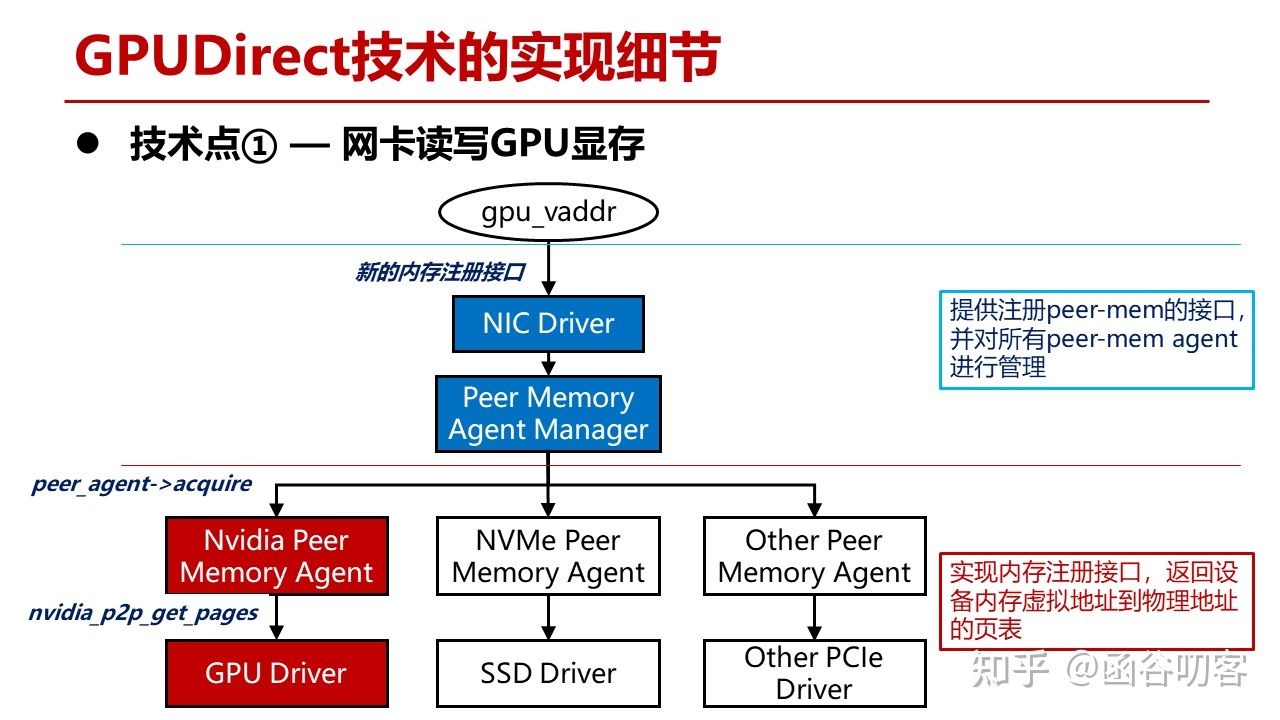 GPUDirect技术的实现细节
● 技术点① — 网卡读写GPU显存
gpu_vaddr
新的内存注册接口
NIC Driver
提供注册peer-mem的接口，
并对所有peer-mem agent
进行管理
Peer Memory
Agent Manager
peer_agent->acquire
Nvidia Peer
Memory Agent
NVMe Peer
Memory Agent
Other Peer
Memory Agent
实现内存注册接口，返回设
备内存虚拟地址到物理地址
的页表
nvidia_p2p_get_pages
GPU Driver
SSD Driver
Other PCIe
Driver
知乎 @函谷叨客